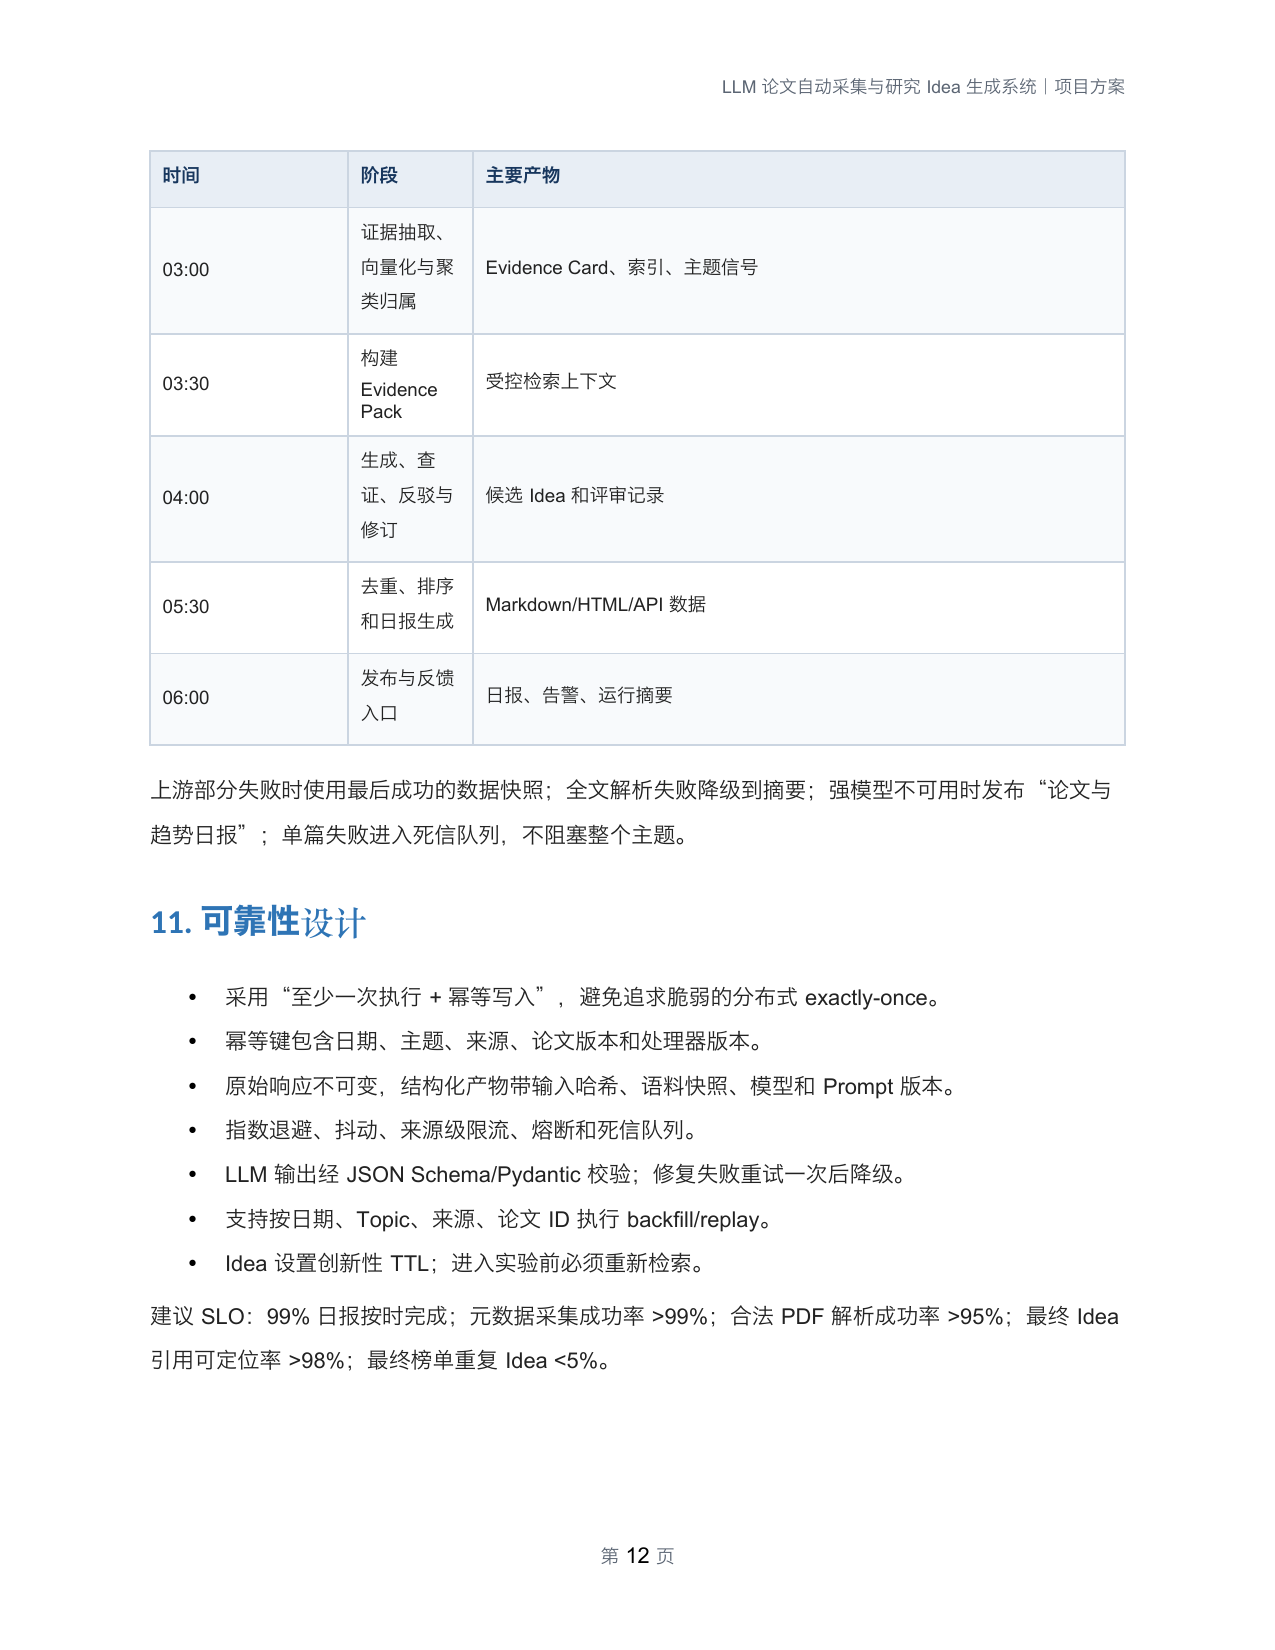 LLM 论文自动采集与研究 Idea 生成系统｜项目方案
时间 阶段 主要产物
03:00
证据抽取、
向量化与聚
类归属
Evidence Card、索引、主题信号
03:30
构建
Evidence
Pack
受控检索上下文
04:00
生成、查
证、反驳与
修订
候选 Idea 和评审记录
05:30
去重、排序
和日报生成
Markdown/HTML/API 数据
06:00
发布与反馈
入口
日报、告警、运行摘要
上游部分失败时使用最后成功的数据快照；全文解析失败降级到摘要；强模型不可用时发布“论文与
趋势日报”；单篇失败进入死信队列，不阻塞整个主题。
11. 可靠性设计
• 采用“至少一次执行 + 幂等写入”，避免追求脆弱的分布式 exactly-once。
• 幂等键包含日期、主题、来源、论文版本和处理器版本。
• 原始响应不可变，结构化产物带输入哈希、语料快照、模型和 Prompt 版本。
• 指数退避、抖动、来源级限流、熔断和死信队列。
• LLM 输出经 JSON Schema/Pydantic 校验；修复失败重试一次后降级。
• 支持按日期、Topic、来源、论文 ID 执行 backfill/replay。
• Idea 设置创新性 TTL；进入实验前必须重新检索。
建议 SLO：99% 日报按时完成；元数据采集成功率 >99%；合法 PDF 解析成功率 >95%；最终 Idea
引用可定位率 >98%；最终榜单重复 Idea <5%。
第 12 页